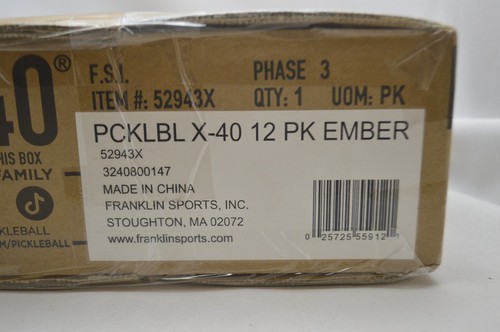 40®
HIS BOX
FAMILY
KLEBALL
M/PICKLEBALL
F.S.I. PHASE 3
ITEM #: 52943X QTY: 1 UOM: PK
PCKLBL X-40 12 PK EMBER
52943X
3240800147
MADE IN CHINA
FRANKLIN SPORTS, INC.
STOUGHTON, MA 02072
www.franklinsports.com
0 25725 55912 1